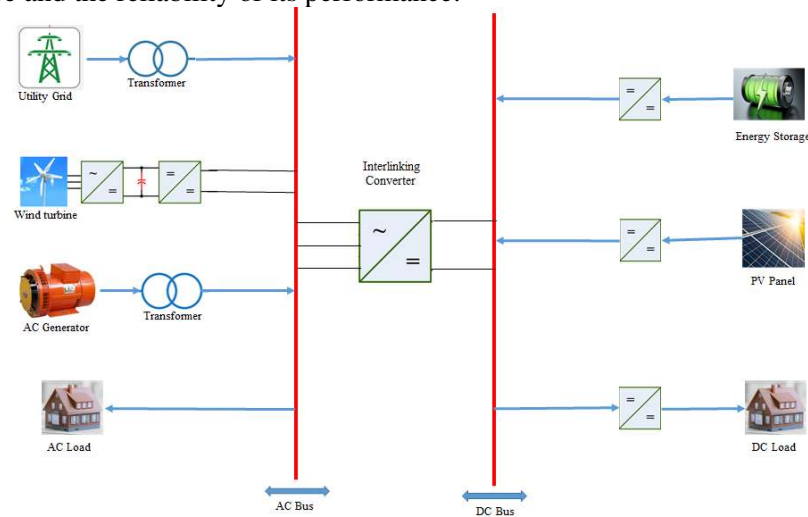 e and the reliability of its performance.
Utility Grid
Transformer
Energy Storage
Interlinking
Converter
~
=
=
=
Wind turbine
~
=
=
=
=
=
PV Panel
AC Generator
Transformer
AC Load
=
=
DC Load
AC Bus
DC Bus